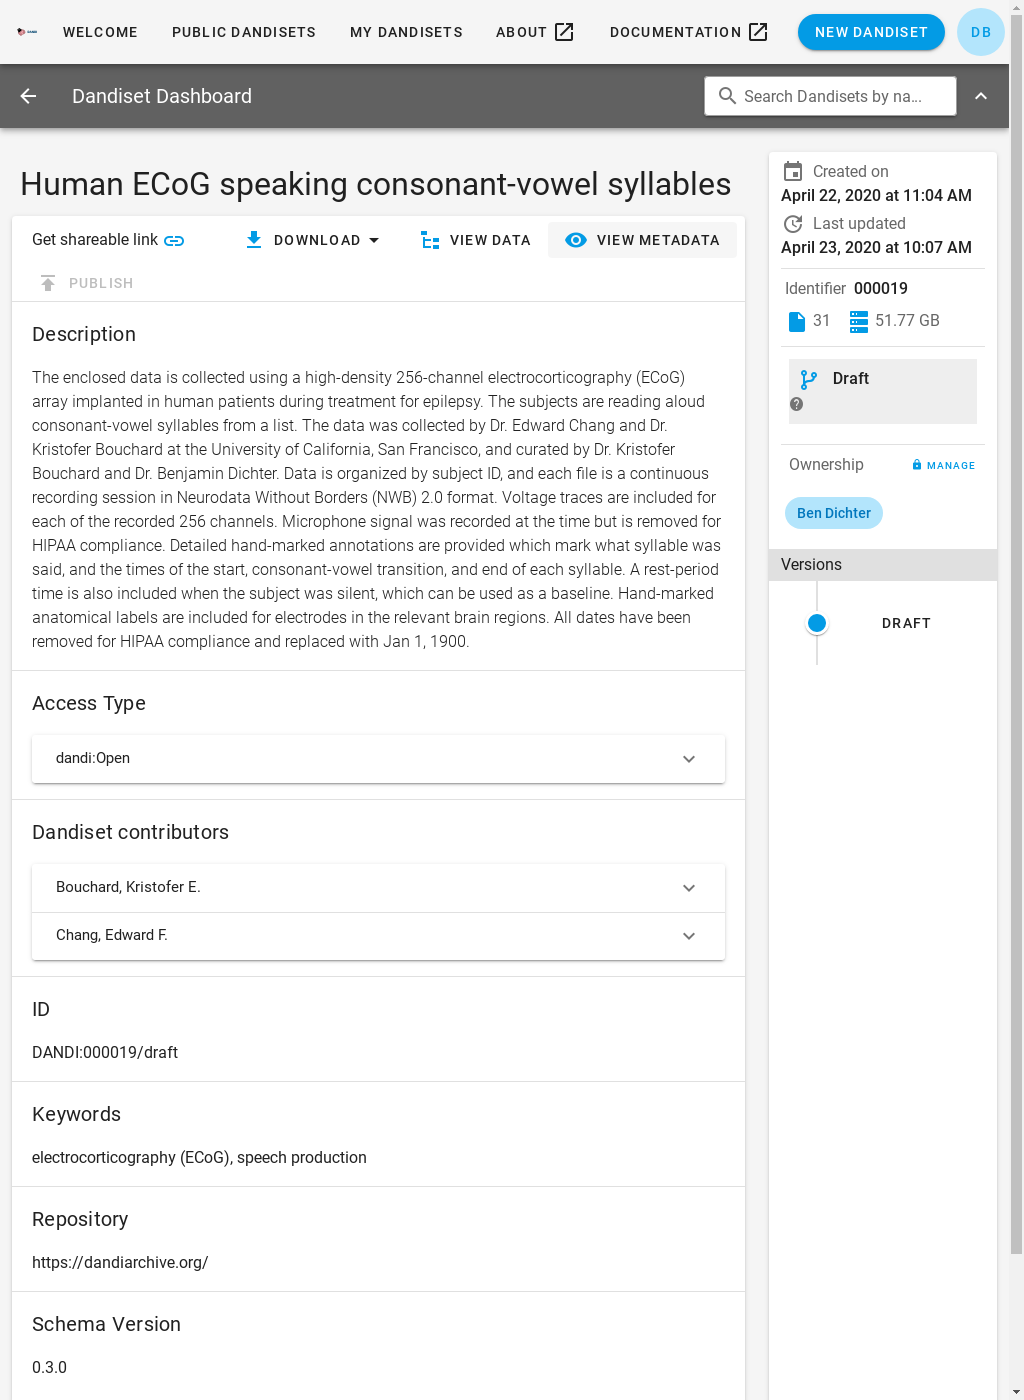 WELCOME PUBLIC DANDISETS MY DANDISETS ABOUT DOCUMENTATION NEW DANDISET DB
Dandiset Dashboard Search Dandisets by na...
Human ECoG speaking consonant-vowel syllables
Get shareable link DOWNLOAD VIEW DATA VIEW METADATA
PUBLISH
Description
The enclosed data is collected using a high-density 256-channel electrocorticography (ECoG)
array implanted in human patients during treatment for epilepsy. The subjects are reading aloud
consonant-vowel syllables from a list. The data was collected by Dr. Edward Chang and Dr.
Kristofer Bouchard at the University of California, San Francisco, and curated by Dr. Kristofer
Bouchard and Dr. Benjamin Dichter. Data is organized by subject ID, and each file is a continuous
recording session in Neurodata Without Borders (NWB) 2.0 format. Voltage traces are included for
each of the recorded 256 channels. Microphone signal was recorded at the time but is removed for
HIPAA compliance. Detailed hand-marked annotations are provided which mark what syllable was
said, and the times of the start, consonant-vowel transition, and end of each syllable. A rest-period
time is also included when the subject was silent, which can be used as a baseline. Hand-marked
anatomical labels are included for electrodes in the relevant brain regions. All dates have been
removed for HIPAA compliance and replaced with Jan 1, 1900.
Access Type
dandi:Open
Dandiset contributors
Bouchard, Kristofer E.
Chang, Edward F.
ID
DANDI:000019/draft
Keywords
electrocorticography (ECoG), speech production
Repository
https://dandiarchive.org/
Schema Version
0.3.0
Created on
April 22, 2020 at 11:04 AM
Last updated
April 23, 2020 at 10:07 AM
Identifier 000019
31 51.77 GB
Draft
Ownership MANAGE
Ben Dichter
Versions
DRAFT